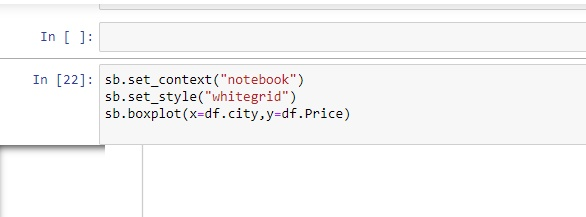 In [ ]:
In [22]: sb.set_context("notebook")
sb.set_style("whitegrid")
sb.boxplot(x=df.city,y=df.Price)